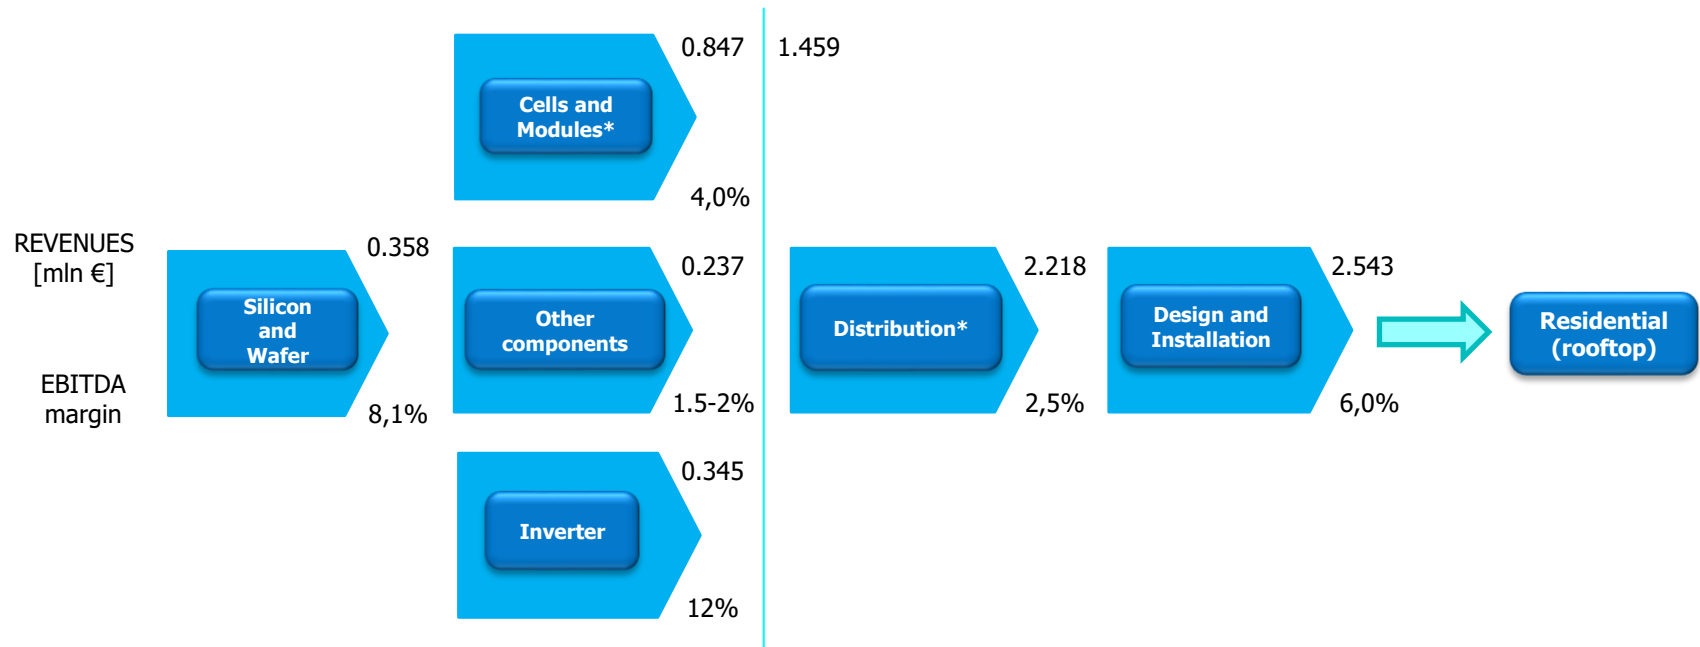 0.847
1.459
Cells and
Modules*
4,0%
REVENUES
[mln €]
0.358
Silicon
and
Wafer
EBITDA
margin
8,1%
0.237
Other
components
1.5-2%
0.345
Inverter
12%
2.218
Distribution*
2,5%
2.543
Design and
Installation
6,0%
Residential
(rooftop)